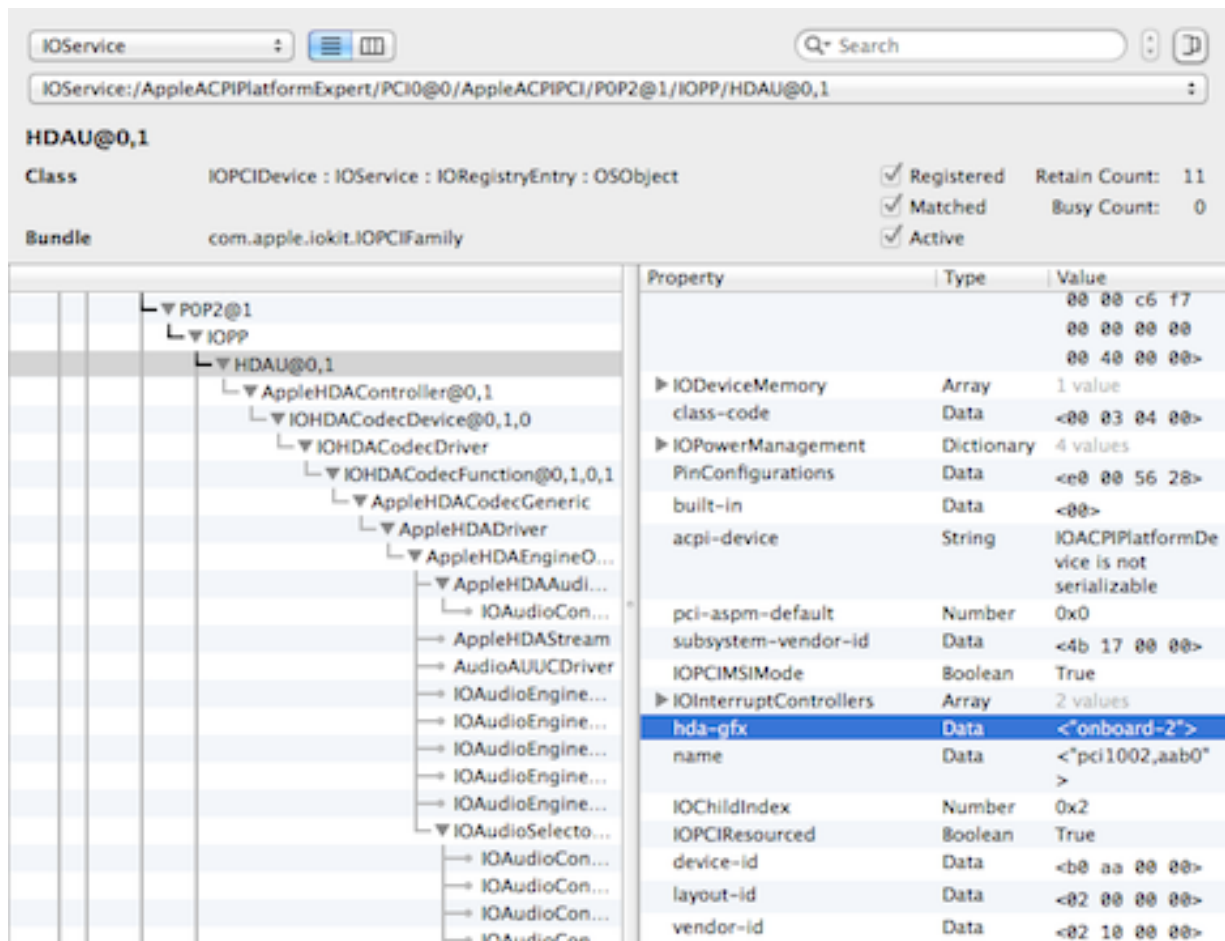 IOService
Search
IOService:/AppleACPIPlatformExpert/PCI0@0/AppleACPIPCI/P0P2@1/IOPP/HDAU@0,1
HDAU@0,1
Class IOPCIDevice : IOService : IORegistryEntry : OSObject
Registered Retain Count: 11
Matched Busy Count: 0
Bundle com.apple.iokit.IOPCIFamily
Active
P0P2@1
IOPP
HDAU@0,1
AppleHDAController@0,1
IOHDACodecDevice@0,1,0
IOHDACodecDriver
IOHDACodecFunction@0,1,0,1
AppleHDACodecGeneric
AppleHDADriver
AppleHDAEngineO...
AppleHDAAudi...
IOAudioCon...
AppleHDAStream
AudioAUUCDriver
IOAudioEngine...
IOAudioEngine...
IOAudioEngine...
IOAudioEngine...
IOAudioEngine...
IOAudioSelecto...
IOAudioCon...
IOAudioCon...
IOAudioCon...
IOAudioCon...
Property Type Value
00 00 c6 f7
00 00 00 00
00 40 00 00>
IODeviceMemory Array 1 value
class-code Data <00 03 04 00>
IOPowerManagement Dictionary 4 values
PinConfigurations Data <e0 00 56 28>
built-in Data <00>
acpi-device String IOACPIPlatformDe
vice is not
serializable
pci-aspm-default Number 0x0
subsystem-vendor-id Data <4b 17 00 00>
IOPCIMSIMode Boolean True
IOInterruptControllers Array 2 values
hda-gfx Data <"onboard-2">
name Data <"pci1002,aab0"
>
IOChildIndex Number 0x2
IOPCIResourced Boolean True
device-id Data <b0 aa 00 00>
layout-id Data <02 00 00 00>
vendor-id Data <02 10 00 00>